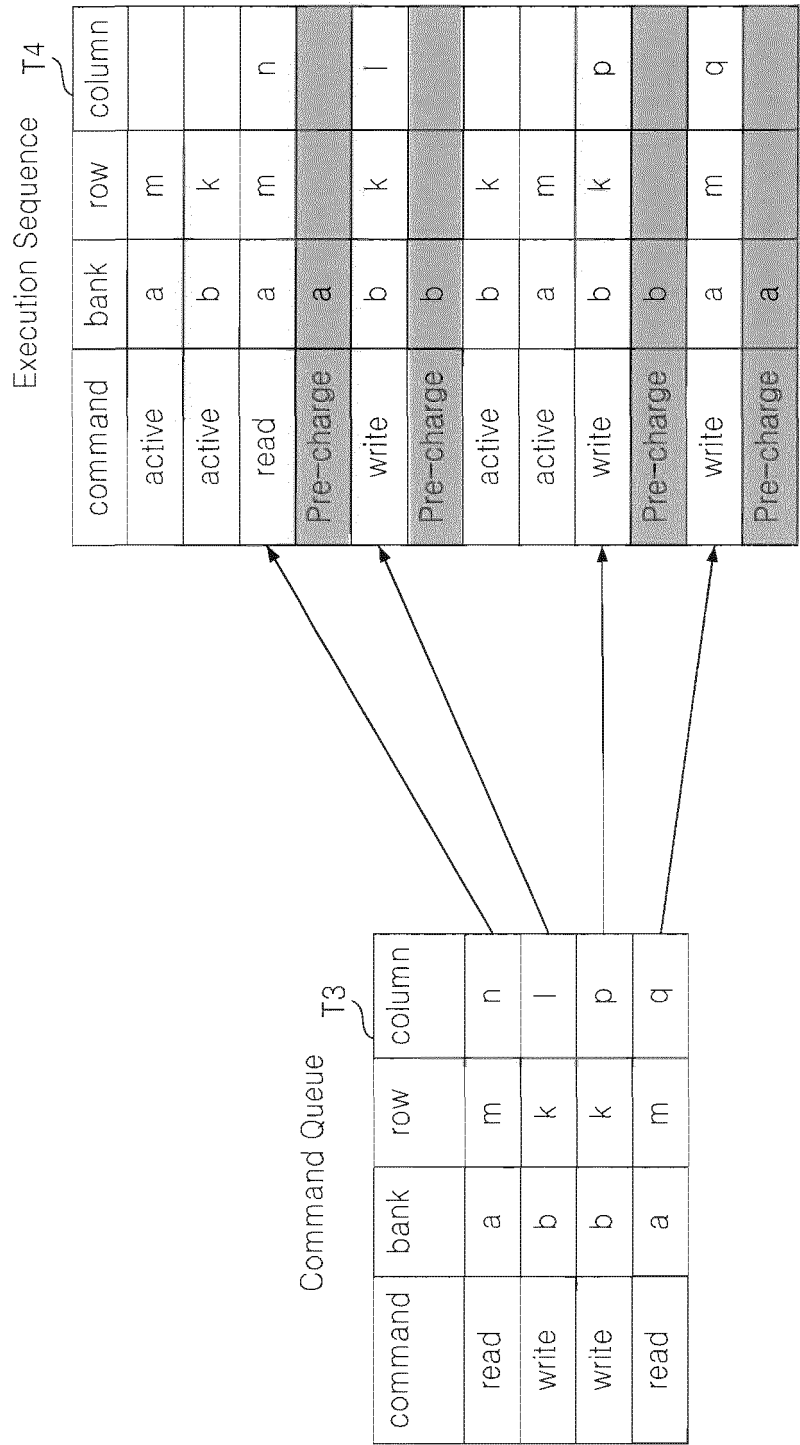 Command Queue
T3
command bank row column
read a m n
write b k l
write b k p
read a m q
Execution Sequence
T4
command bank row column
active a m
active b k
read a m n
Pre-charge a
write b k l
Pre-charge b
active b k
active a m
write b k p
Pre-charge b
write a m q
Pre-charge a